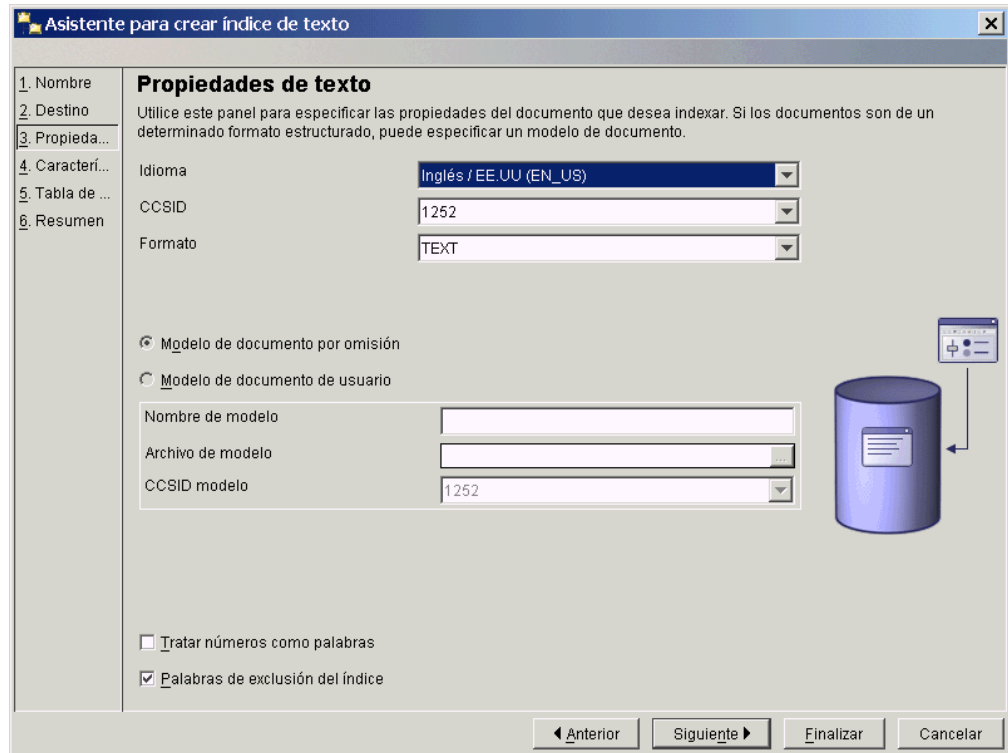 Asistente para crear índice de texto
1. Nombre
2. Destino
3. Propieda...
4. Caracterí...
5. Tabla de ...
6. Resumen
Propiedades de texto
Utilice este panel para especificar las propiedades del documento que desea indexar. Si los documentos son de un
determinado formato estructurado, puede especificar un modelo de documento.
Idioma
Inglés / EE.UU (EN_US)
CCSID
1252
Formato
TEXT
Modelo de documento por omisión
Modelo de documento de usuario
Nombre de modelo
Archivo de modelo
...
CCSID modelo
1252
Tratar números como palabras
Palabras de exclusión del índice
Anterior
Siguiente
Finalizar
Cancelar